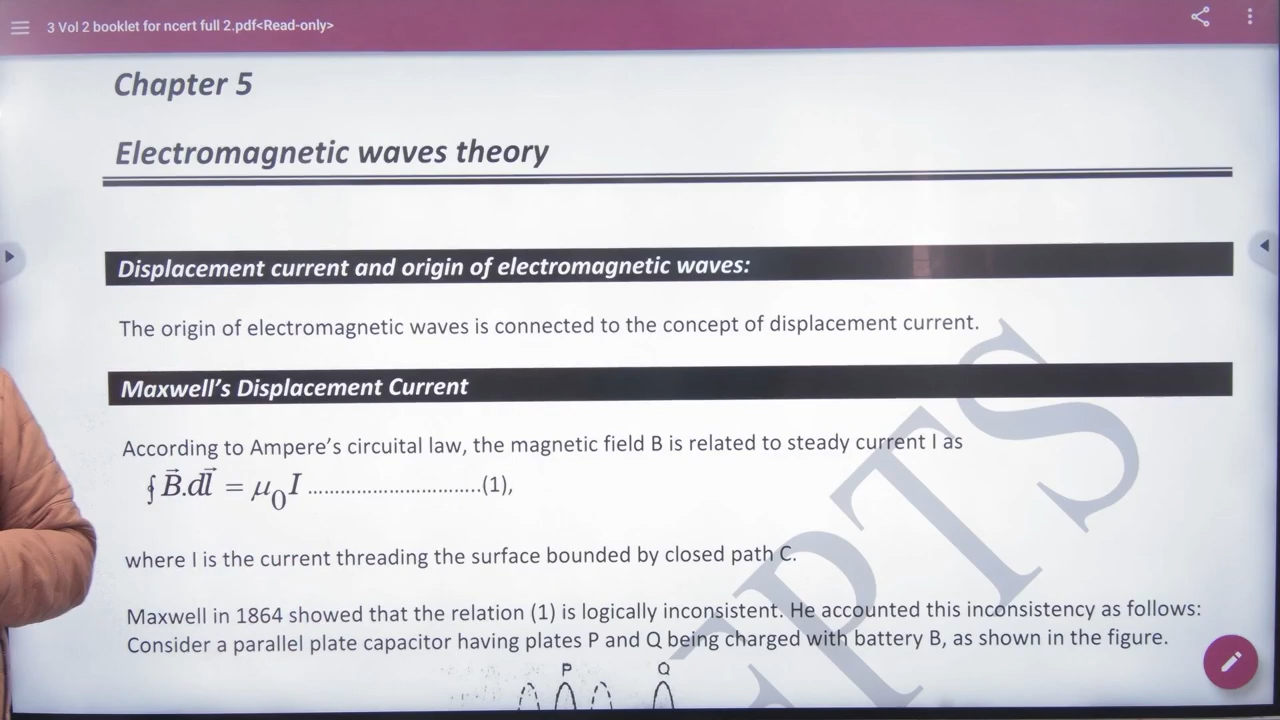 3 Vol 2 booklet for ncert full 2.pdf<Read-only>
Chapter 5
Electromagnetic waves theory
Displacement current and origin of electromagnetic waves:
The origin of electromagnetic waves is connected to the concept of displacement current.
Maxwell's Displacement Current
According to Ampere's circuital law, the magnetic field B is related to steady current I as
∮ B⃗.dl⃗ = μ₀I ................................(1),
where I is the current threading the surface bounded by closed path C.
Maxwell in 1864 showed that the relation (1) is logically inconsistent. He accounted this inconsistency as follows:
Consider a parallel plate capacitor having plates P and Q being charged with battery B, as shown in the figure.
P Q